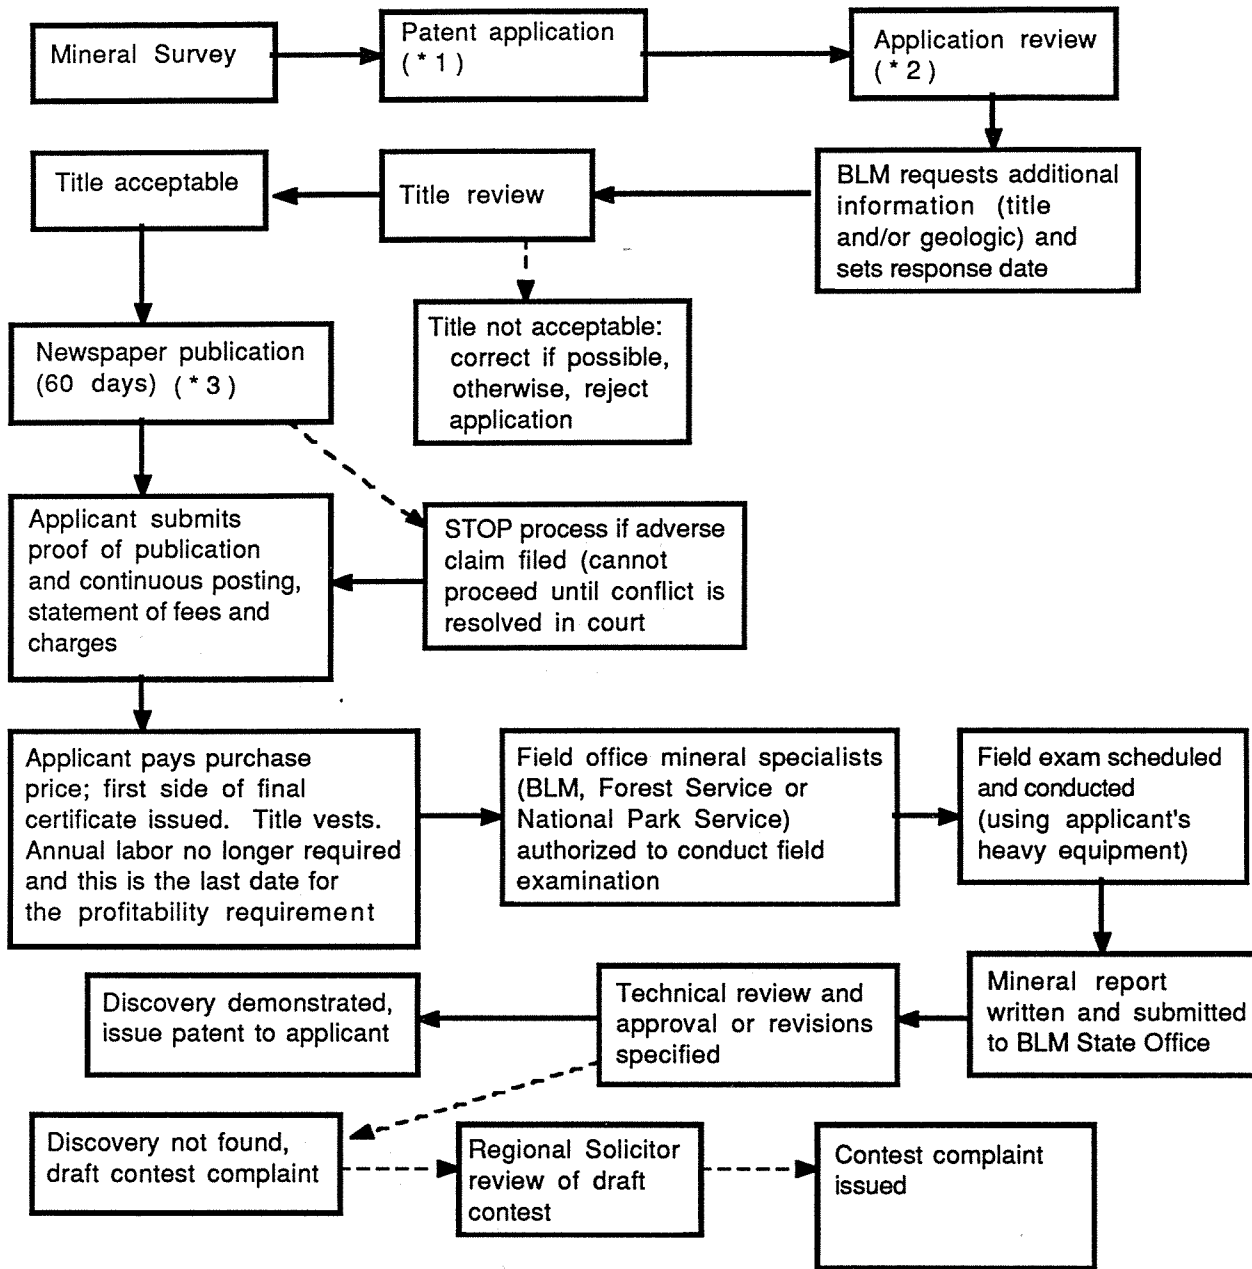 Mineral Survey
Patent application
( * 1 )
Application review
( * 2 )
Title acceptable
Title review
BLM requests additional
information (title
and/or geologic) and
sets response date
Newspaper publication
(60 days) ( * 3 )
Title not acceptable:
correct if possible,
otherwise, reject
application
Applicant submits
proof of publication
and continuous posting,
statement of fees and
charges
STOP process if adverse
claim filed (cannot
proceed until conflict is
resolved in court
Applicant pays purchase
price; first side of final
certificate issued. Title vests.
Annual labor no longer required
and this is the last date for
the profitability requirement
Field office mineral specialists
(BLM, Forest Service or
National Park Service)
authorized to conduct field
examination
Field exam scheduled
and conducted
(using applicant's
heavy equipment)
Discovery demonstrated,
issue patent to applicant
Technical review and
approval or revisions
specified
Mineral report
written and submitted
to BLM State Office
Discovery not found,
draft contest complaint
Regional Solicitor
review of draft
contest
Contest complaint
issued